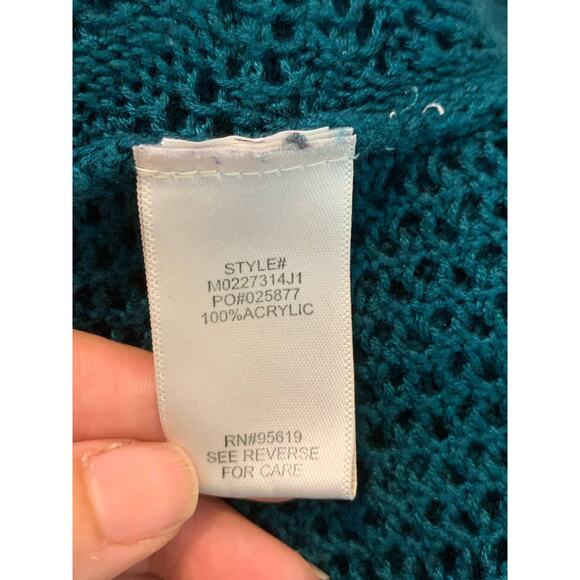 STYLE#
M0227314J1
PO#025877
100%ACRYLIC
RN#95619
SEE REVERSE
FOR CARE